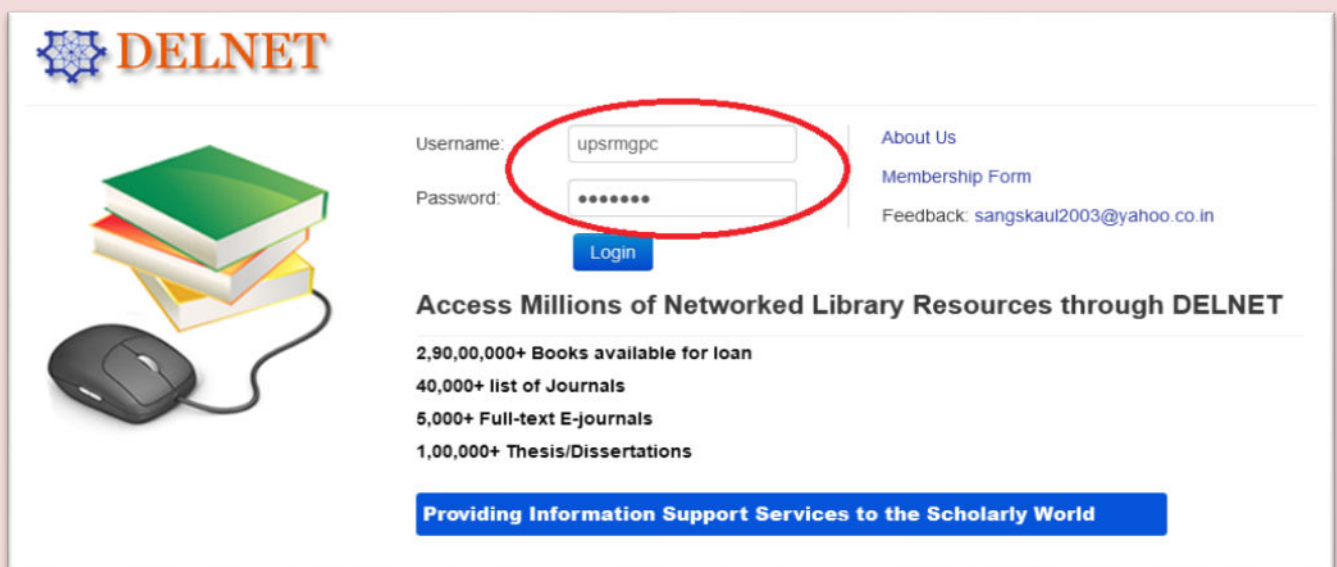 DELNET
Username: upsrmgpc
Password: •••••••
Login
About Us
Membership Form
Feedback: sangskaul2003@yahoo.co.in
Access Millions of Networked Library Resources through DELNET
2,90,00,000+ Books available for loan
40,000+ list of Journals
5,000+ Full-text E-journals
1,00,000+ Thesis/Dissertations
Providing Information Support Services to the Scholarly World